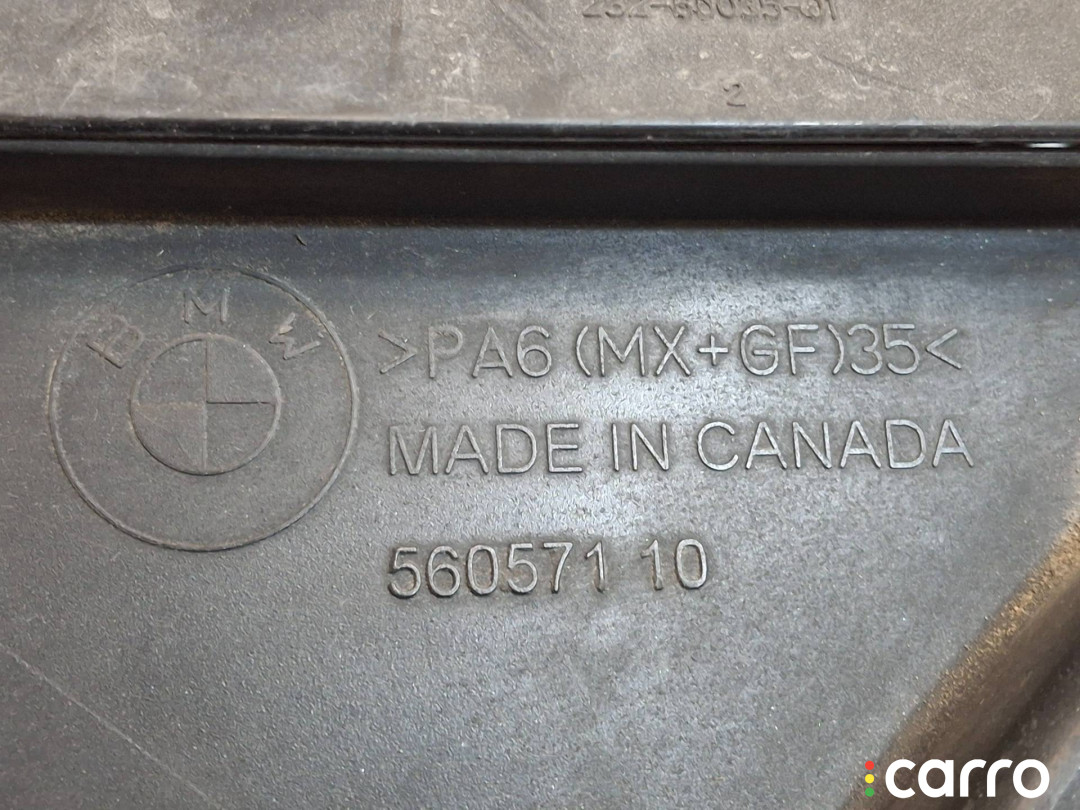 2
BMW
>PA6 (MX+GF)35<
MADE IN CANADA
560571 10
carro